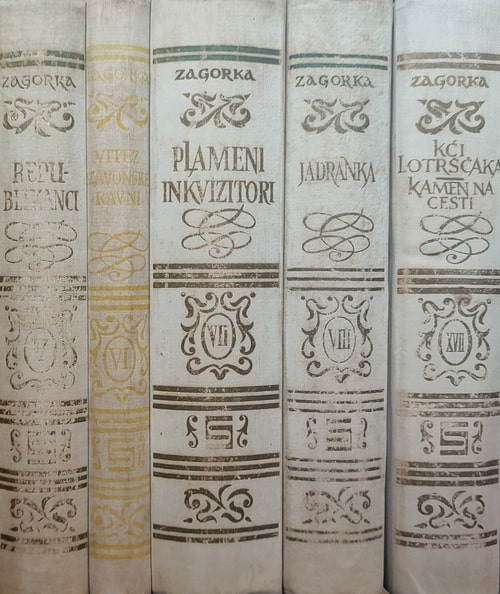 ZAGORKA
REPU-
BLIKANCI
V
ZAGORKA
VITEZ
SLAVONSKE
RAVNI
VI
ZAGORKA
PLAMENI
INKVIZITORI
VII
ZAGORKA
JADRANKA
VIII
ZAGORKA
KĆI
LOTRŠĆAKA
KAMEN NA
CESTI
XVII